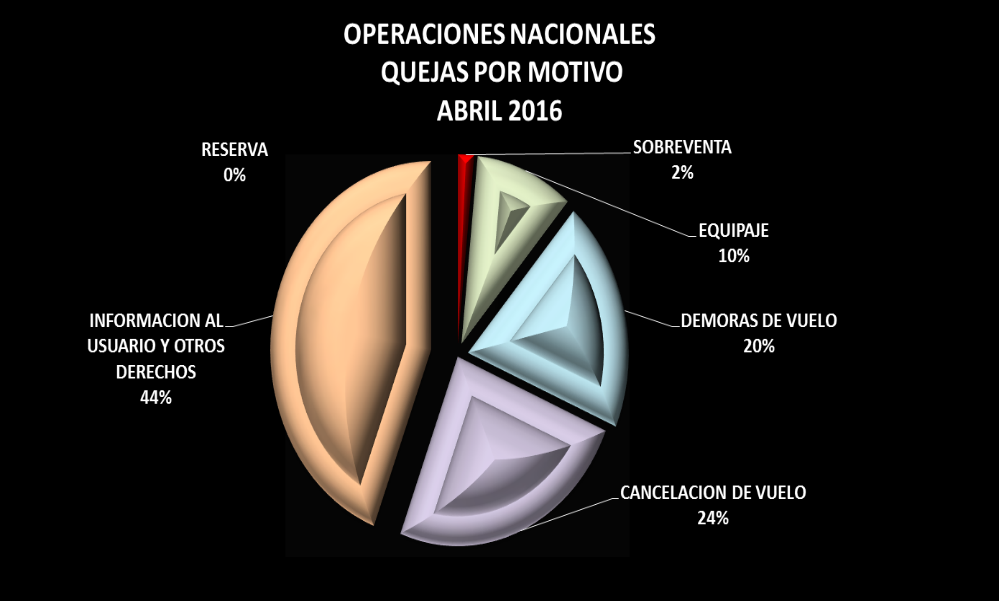 OPERACIONES NACIONALES
QUEJAS POR MOTIVO
ABRIL 2016
RESERVA
0%
SOBREVENTA
2%
EQUIPAJE
10%
DEMORAS DE VUELO
20%
CANCELACION DE VUELO
24%
INFORMACION AL
USUARIO Y OTROS
DERECHOS
44%